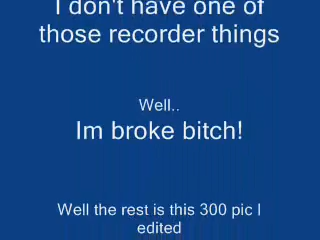 I don't have one of
those recorder things
Well..
Im broke bitch!
Well the rest is this 300 pic I
edited